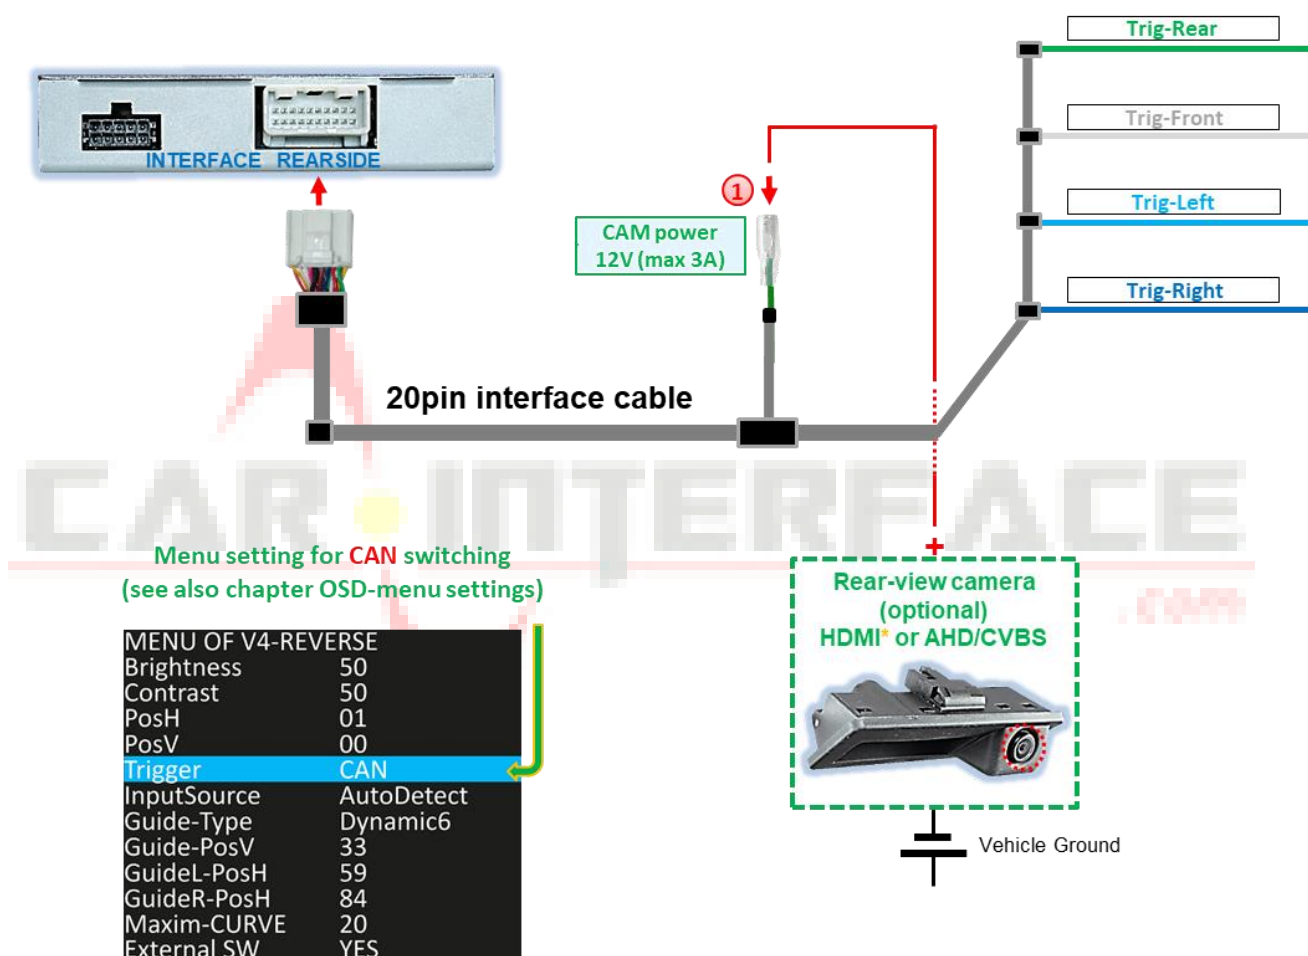 Trig-Rear
Trig-Front
Trig-Left
Trig-Right
INTERFACE REARSIDE
1
CAM power
12V (max 3A)
20pin interface cable
CAR INTERFACE
.com
Menu setting for CAN switching
(see also chapter OSD-menu settings)
MENU OF V4-REVERSE
Brightness 50
Contrast 50
PosH 01
PosV 00
Trigger CAN
InputSource AutoDetect
Guide-Type Dynamic6
Guide-PosV 33
GuideL-PosH 59
GuideR-PosH 84
Maxim-CURVE 20
External SW YES
+
Rear-view camera
(optional)
HDMI* or AHD/CVBS
Vehicle Ground